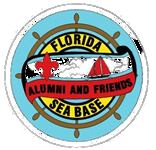 FLORIDA
ALUMNI AND FRIENDS
SEA BASE